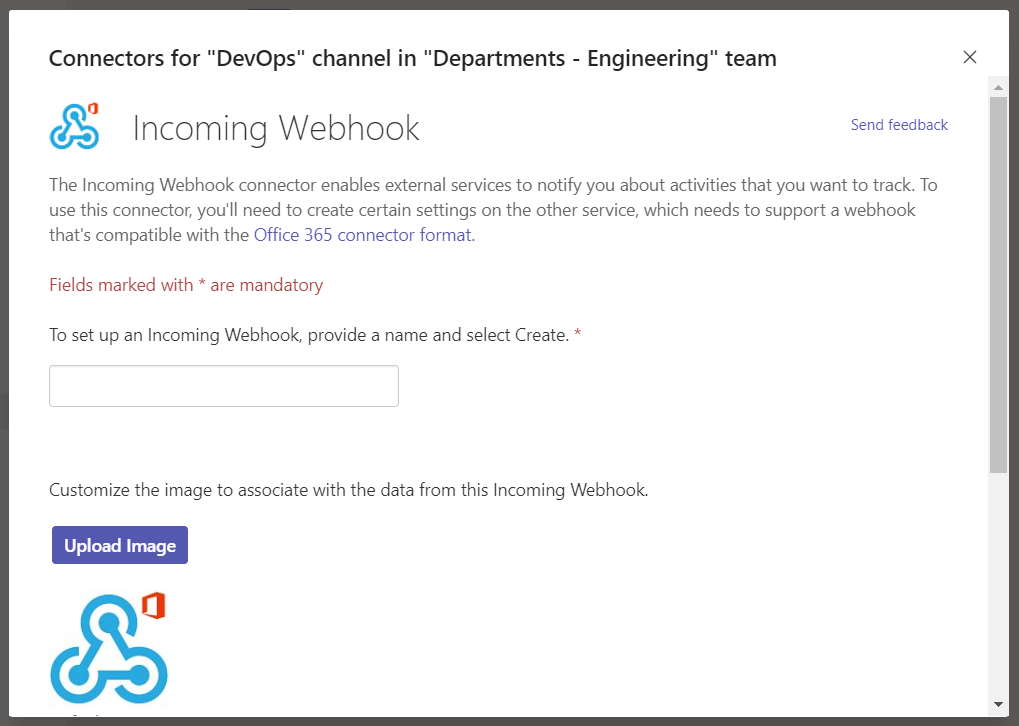 Connectors for "DevOps" channel in "Departments - Engineering" team
Incoming Webhook
Send feedback
The Incoming Webhook connector enables external services to notify you about activities that you want to track. To
use this connector, you'll need to create certain settings on the other service, which needs to support a webhook
that's compatible with the Office 365 connector format.
Fields marked with * are mandatory
To set up an Incoming Webhook, provide a name and select Create. *
Customize the image to associate with the data from this Incoming Webhook.
Upload Image